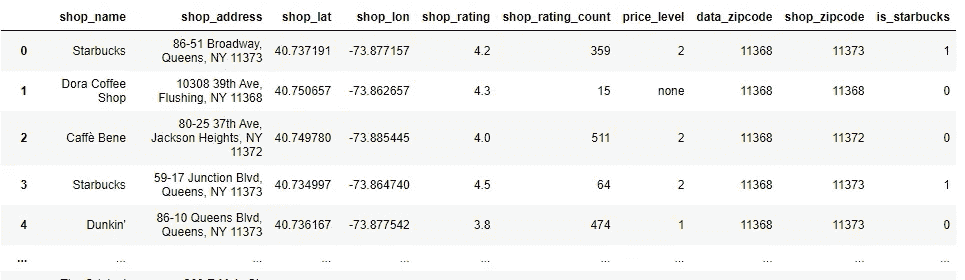 shop_name shop_address shop_lat shop_lon shop_rating shop_rating_count price_level data_zipcode shop_zipcode is_starbucks
0 Starbucks 86-51 Broadway, Queens, NY 11373 40.737191 -73.877157 4.2 359 2 11368 11373 1
1 Dora Coffee Shop 10308 39th Ave, Flushing, NY 11368 40.750657 -73.862657 4.3 15 none 11368 11368 0
2 Caffè Bene 80-25 37th Ave, Jackson Heights, NY 11372 40.749780 -73.885445 4.0 511 2 11368 11372 0
3 Starbucks 59-17 Junction Blvd, Queens, NY 11373 40.734997 -73.864740 4.5 64 2 11368 11373 1
4 Dunkin' 86-10 Queens Blvd, Queens, NY 11373 40.736167 -73.877542 3.8 474 1 11368 11373 0
... ... ... ... ... ... ... ... ... ... ...